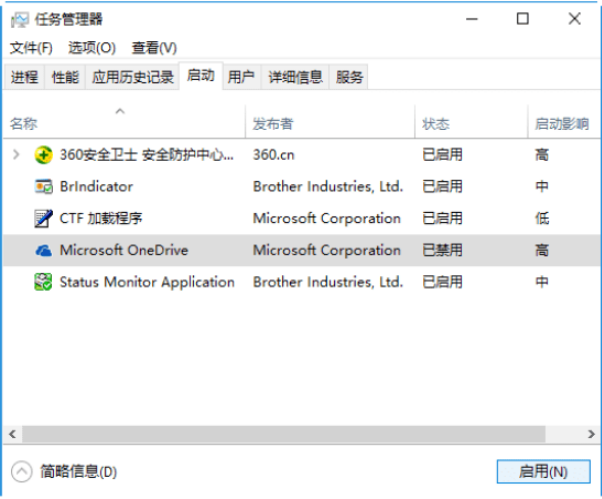 任务管理器
文件(F) 选项(O) 查看(V)
进程 性能 应用历史记录 启动 用户 详细信息 服务
名称 发布者 状态 启动影响
360安全卫士 安全防护中心... 360.cn 已启用 高
BrIndicator Brother Industries, Ltd. 已启用 中
CTF 加载程序 Microsoft Corporation 已启用 低
Microsoft OneDrive Microsoft Corporation 已禁用 高
Status Monitor Application Brother Industries, Ltd. 已启用 中
简略信息(D) 启用(N)